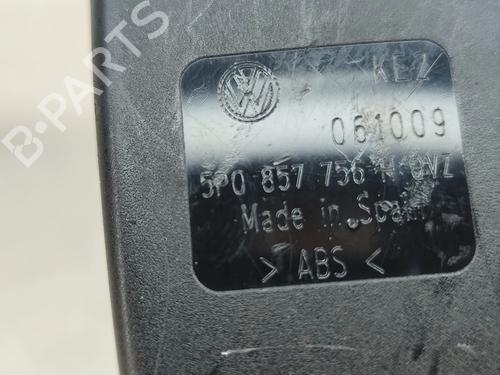 B-PARTS
KEZ
061009
5P0 857 756 9VZ
Made in Spain
> ABS <